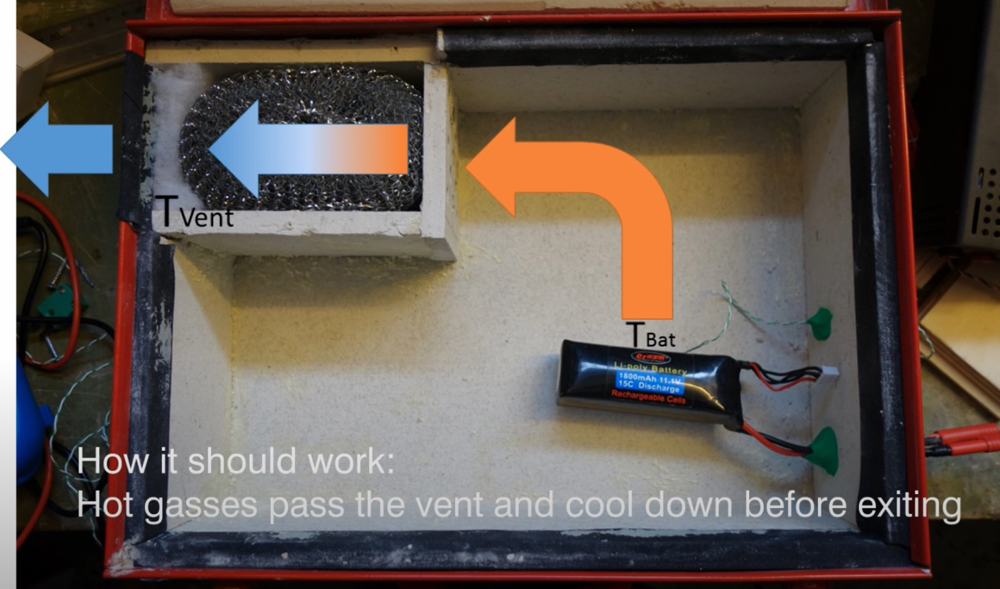 TVent
TBat
eYnam
Li-poly Battery
1800mAh 11.1V
15C Discharge
Rechargeable Cells
How it should work:
Hot gasses pass the vent and cool down before exiting